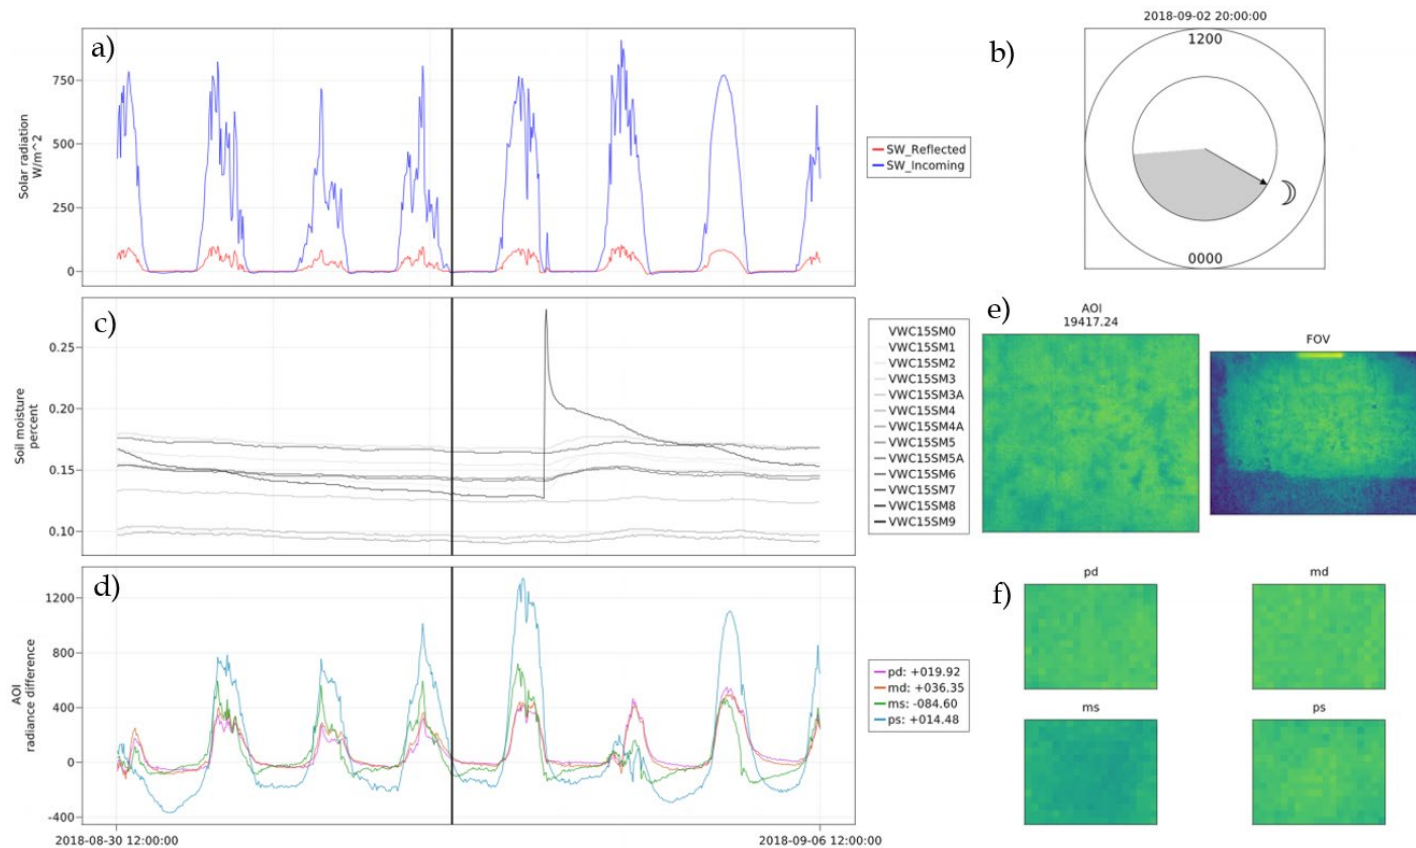 a)
Solar radiation
W/m^2
750
500
250
0
SW_Reflected
SW_Incoming
b)
2018-09-02 20:00:00
1200
0000
c)
Soil moisture
percent
0.25
0.20
0.15
0.10
VWC15SM0
VWC15SM1
VWC15SM2
VWC15SM3
VWC15SM3A
VWC15SM4
VWC15SM4A
VWC15SM5
VWC15SM5A
VWC15SM6
VWC15SM7
VWC15SM8
VWC15SM9
e)
AOI
19417.24
FOV
d)
AOI
radiance difference
1200
800
400
0
-400
2018-08-30 12:00:00
2018-09-06 12:00:00
pd: +019.92
md: +036.35
ms: -084.60
ps: +014.48
f)
pd
md
ms
ps